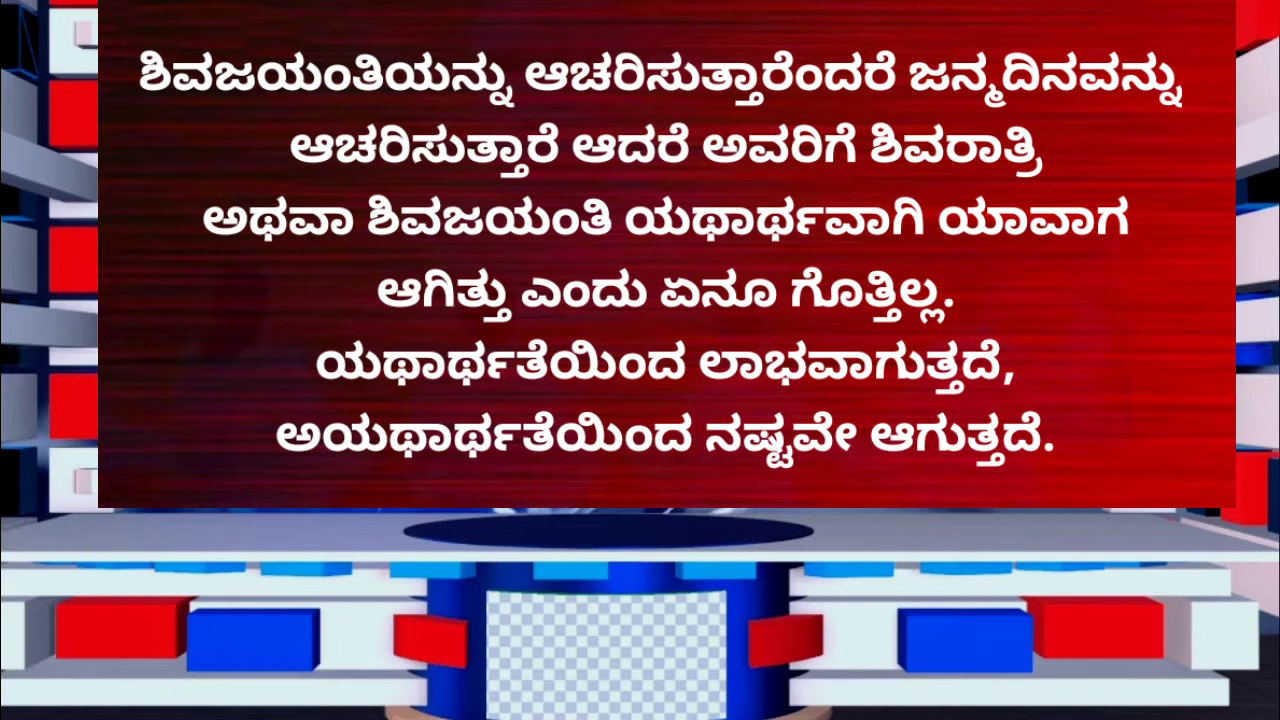 ಶಿವಜಯಂತಿಯನ್ನು ಆಚರಿಸುತ್ತಾರೆಂದರೆ ಜನ್ಮದಿನವನ್ನು
ಆಚರಿಸುತ್ತಾರೆ ಆದರೆ ಅವರಿಗೆ ಶಿವರಾತ್ರಿ
ಅಥವಾ ಶಿವಜಯಂತಿ ಯಥಾರ್ಥವಾಗಿ ಯಾವಾಗ
ಆಗಿತ್ತು ಎಂದು ಏನೂ ಗೊತ್ತಿಲ್ಲ.
ಯಥಾರ್ಥತೆಯಿಂದ ಲಾಭವಾಗುತ್ತದೆ,
ಅಯಥಾರ್ಥತೆಯಿಂದ ನಷ್ಟವೇ ಆಗುತ್ತದೆ.